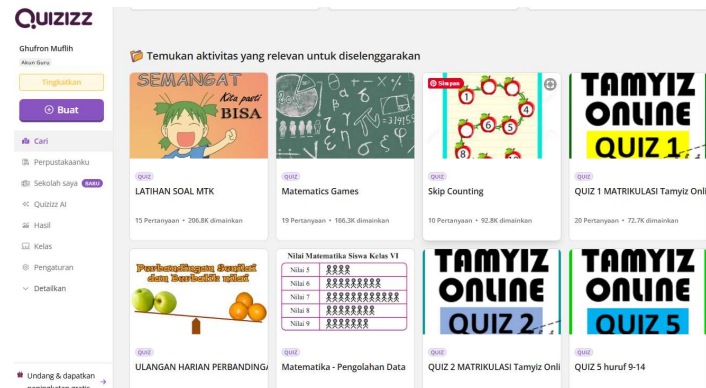 QUIZIZZ
Ghufron Muflih
Akun Guru
Tingkatkan
Buat
Cari
Perpustakaanku
Sekolah saya BARU
Quizizz AI
Hasil
Kelas
Pengaturan
Detailkan
Undang & dapatkan
Temukan aktivitas yang relevan untuk diselenggarakan
SEMANGAT
Kita pasti
BISA
QUIZ
LATIHAN SOAL MTK
15 Pertanyaan • 206.8K dimainkan
QUIZ
Matematics Games
19 Pertanyaan • 166.3K dimainkan
Simpan
1
4
6
5
8
QUIZ
Skip Counting
10 Pertanyaan • 92.8K dimainkan
TAMYIZ
ONLINE
QUIZ 1
QUIZ
QUIZ 1 MATRIKULASI Tamyiz Onli
20 Pertanyaan • 72.7K dimainkan
Perbandingan Senilai
dan Berbalik nilai
QUIZ
ULANGAN HARIAN PERBANDINGA
Nilai Matematika Siswa Kelas VI
Nilai 5
Nilai 6
Nilai 7
Nilai 8
Nilai 9
QUIZ
Matematika - Pengolahan Data
TAMYIZ
ONLINE
QUIZ 2
QUIZ
QUIZ 2 MATRIKULASI Tamyiz Onli
TAMYIZ
ONLINE
QUIZ 5
QUIZ
QUIZ 5 huruf 9-14